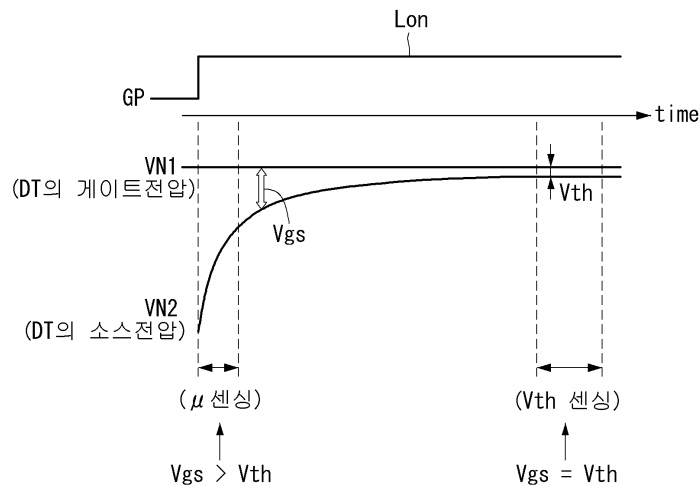 Lon
GP
time
VN1
(DT의 게이트전압)
Vth
Vgs
VN2
(DT의 소스전압)
(μ센싱)
(Vth 센싱)
Vgs > Vth
Vgs = Vth